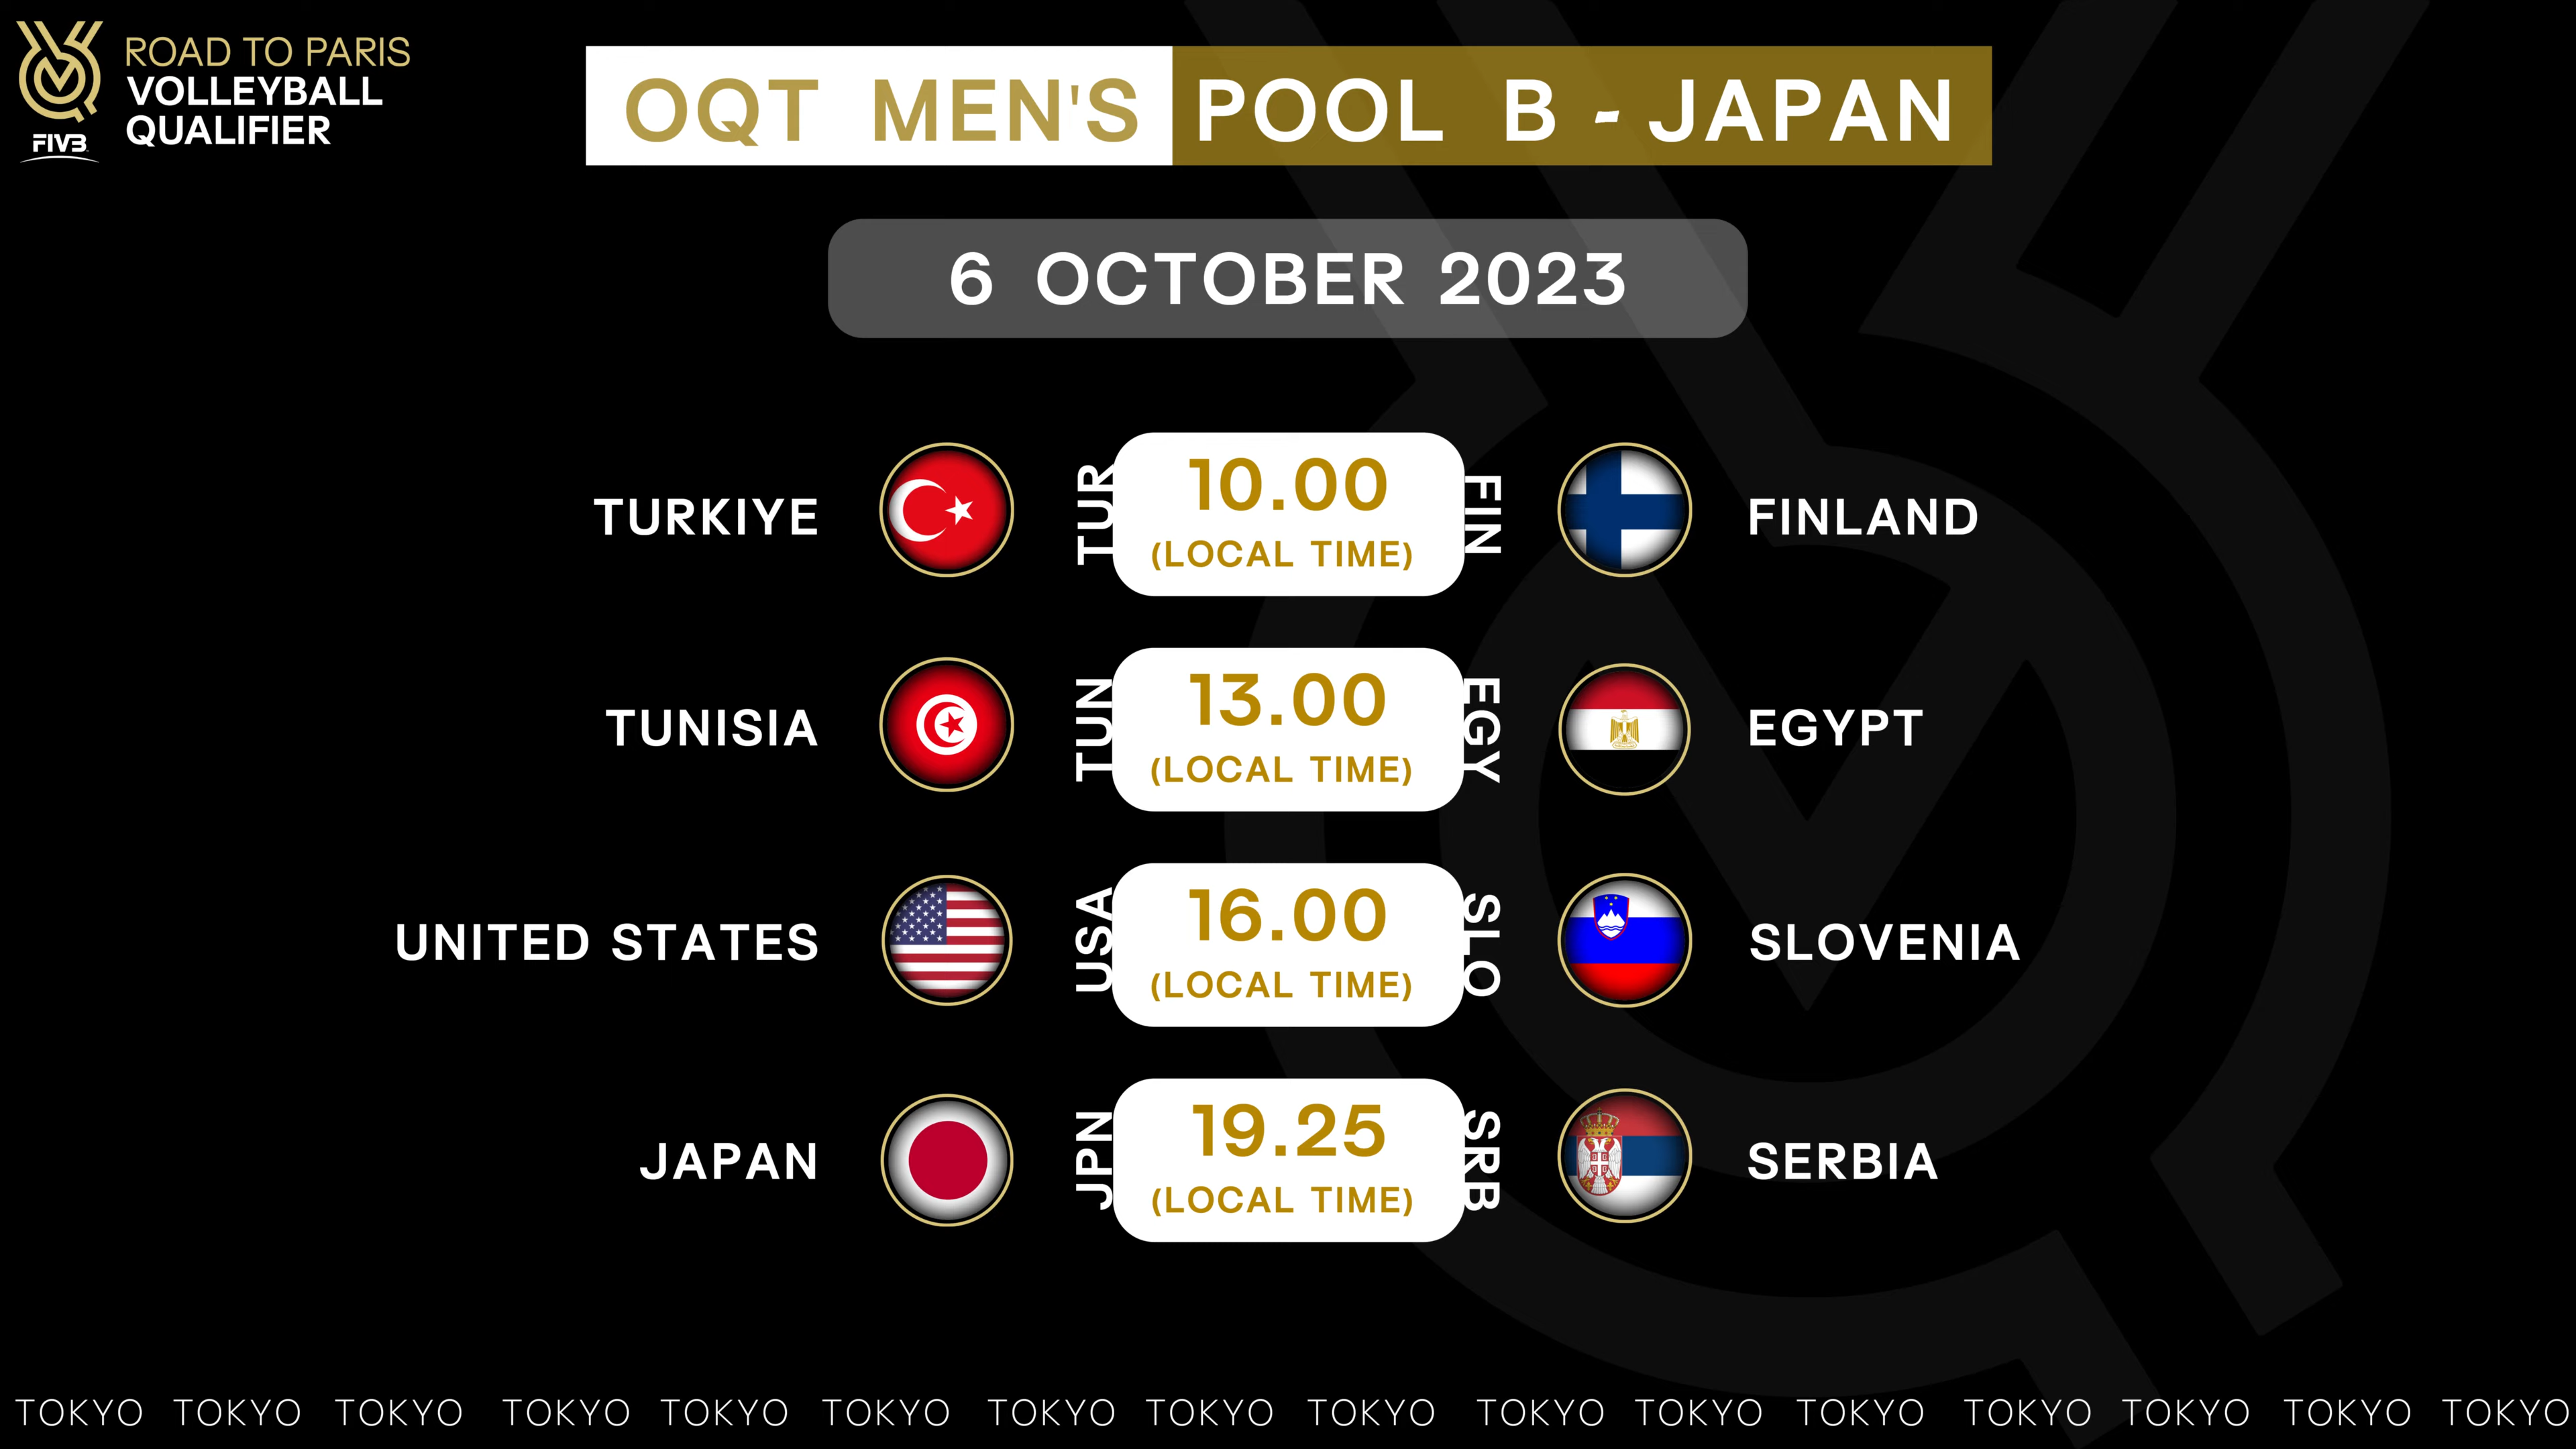 ROAD TO PARIS
VOLLEYBALL
QUALIFIER
FIVB
OQT MEN'S POOL B - JAPAN
6 OCTOBER 2023
TURKIYE TUR 10.00 (LOCAL TIME) FIN FINLAND
TUNISIA TUN 13.00 (LOCAL TIME) EGY EGYPT
UNITED STATES USA 16.00 (LOCAL TIME) SLO SLOVENIA
JAPAN JPN 19.25 (LOCAL TIME) SRB SERBIA
TOKYO TOKYO TOKYO TOKYO TOKYO TOKYO TOKYO TOKYO TOKYO TOKYO TOKYO TOKYO TOKYO TOKYO TOKYO TOKYO